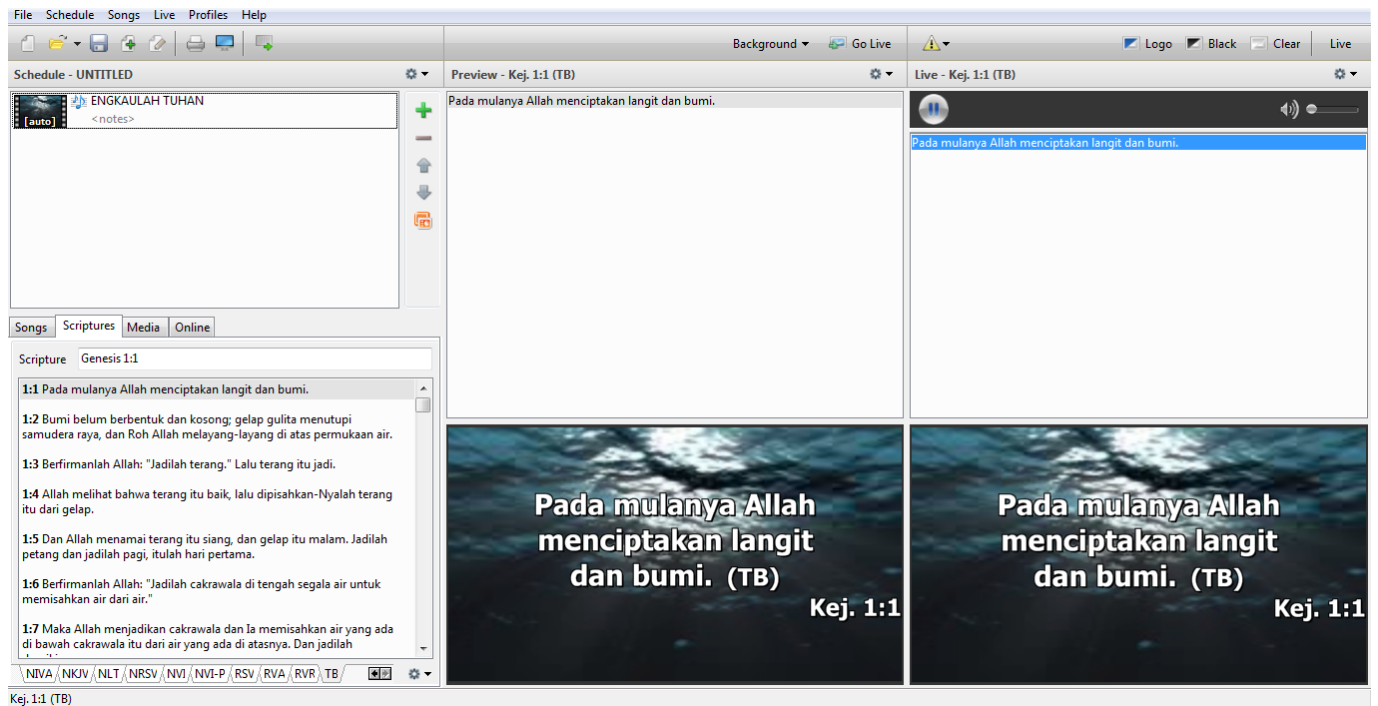 File Schedule Songs Live Profiles Help
Background Go Live
Logo Black Clear Live
Schedule - UNTITLED
ENGKAULAH TUHAN
[auto] <notes>
Preview - Kej. 1:1 (TB)
Pada mulanya Allah menciptakan langit dan bumi.
Live - Kej. 1:1 (TB)
Pada mulanya Allah menciptakan langit dan bumi.
Songs Scriptures Media Online
Scripture Genesis 1:1
1:1 Pada mulanya Allah menciptakan langit dan bumi.
1:2 Bumi belum berbentuk dan kosong; gelap gulita menutupi
samudera raya, dan Roh Allah melayang-layang di atas permukaan air.
1:3 Berfirmanlah Allah: "Jadilah terang." Lalu terang itu jadi.
1:4 Allah melihat bahwa terang itu baik, lalu dipisahkan-Nyalah terang
itu dari gelap.
1:5 Dan Allah menamai terang itu siang, dan gelap itu malam. Jadilah
petang dan jadilah pagi, itulah hari pertama.
1:6 Berfirmanlah Allah: "Jadilah cakrawala di tengah segala air untuk
memisahkan air dari air."
1:7 Maka Allah menjadikan cakrawala dan Ia memisahkan air yang ada
di bawah cakrawala itu dari air yang ada di atasnya. Dan jadilah
NIVA NKJV NLT NRSV NVI NVI-P RSV RVA RVR TB
Kej. 1:1 (TB)
Pada mulanya Allah
menciptakan langit
dan bumi. (TB)
Kej. 1:1
Pada mulanya Allah
menciptakan langit
dan bumi. (TB)
Kej. 1:1